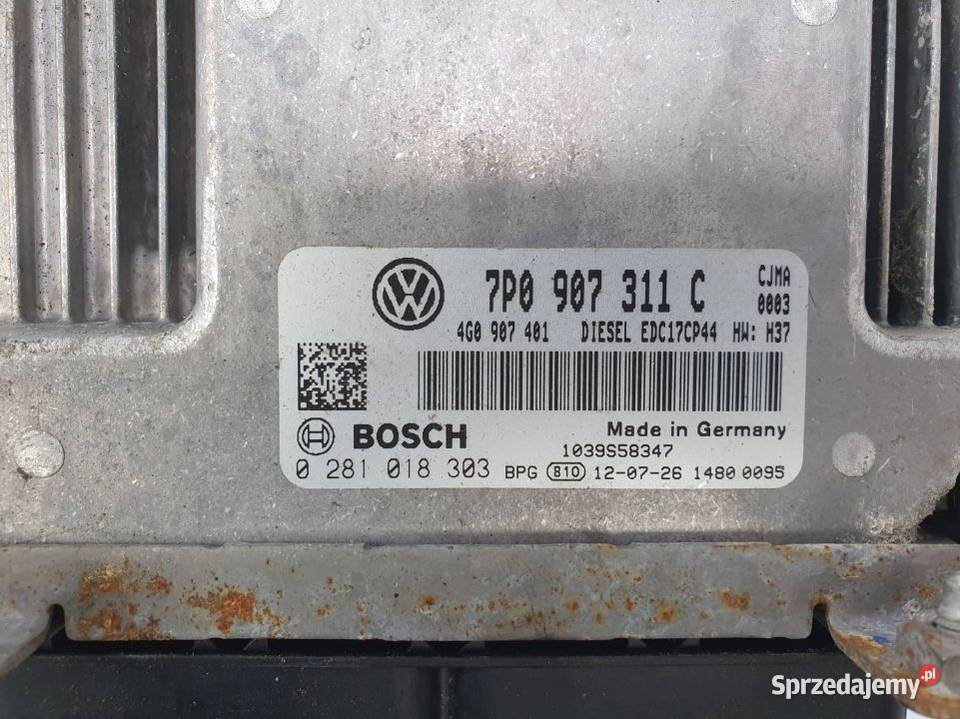 7P0 907 311 C CJMA 0003
4G0 907 401 DIESEL EDC17CP44 HW: H37
Made in Germany
BOSCH
1039S58347
0 281 018 303 BPG 810 12-07-26 1480 0095
Sprzedajemy.pl